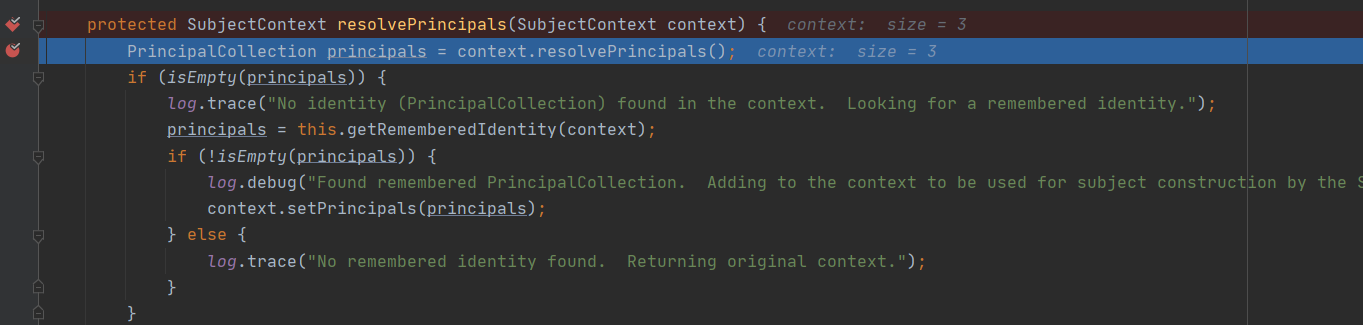 protected SubjectContext resolvePrincipals(SubjectContext context) {  context:  size = 3
PrincipalCollection principals = context.resolvePrincipals();  context:  size = 3
if (isEmpty(principals)) {
log.trace("No identity (PrincipalCollection) found in the context.  Looking for a remembered identity.");
principals = this.getRememberedIdentity(context);
if (!isEmpty(principals)) {
log.debug("Found remembered PrincipalCollection.  Adding to the context to be used for subject construction by the S
context.setPrincipals(principals);
} else {
log.trace("No remembered identity found.  Returning original context.");
}
}